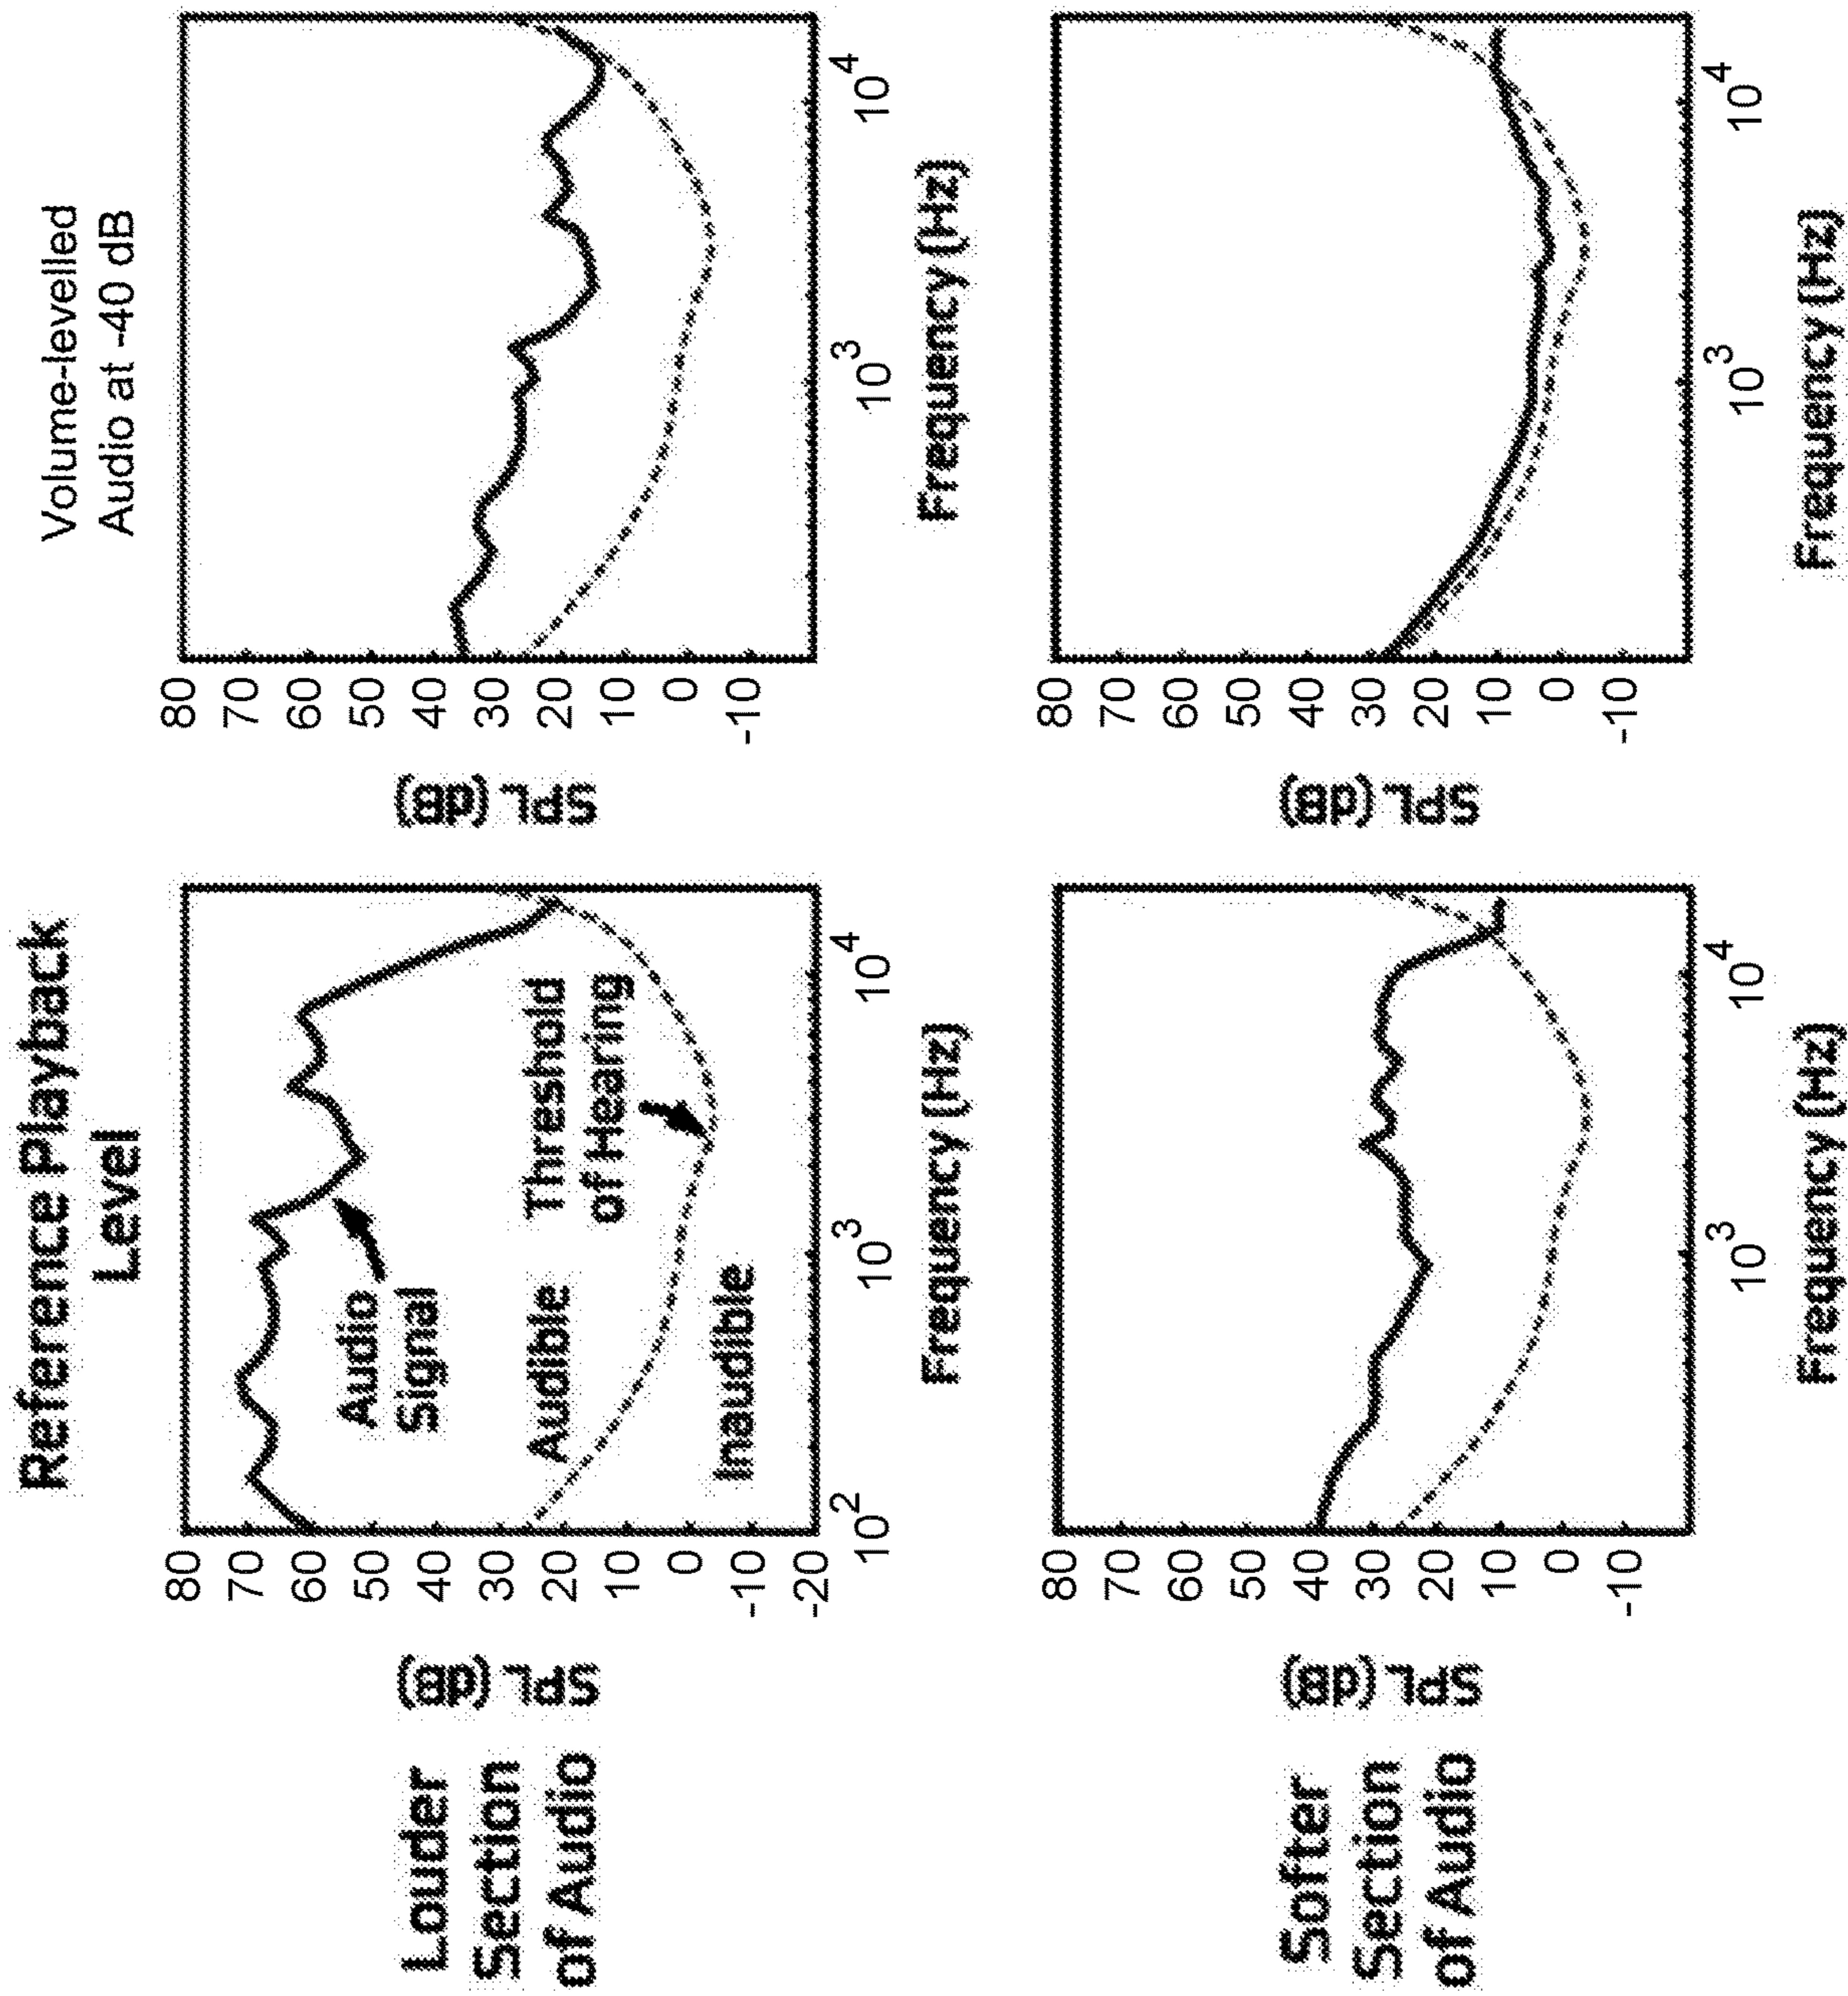 Reference Playback
Level
Volume-levelled
Audio at -40 dB
Louder
Section
of Audio
SPL
(dB)
80
70
60
50
40
30
20
10
0
-10
-20
Audio
Signal
Audible
Threshold
of Hearing
Inaudible
10^2
10^3
10^4
Frequency (Hz)
SPL
(dB)
80
70
60
50
40
30
20
10
0
-10
10^3
10^4
Frequency (Hz)
Softer
Section
of Audio
SPL
(dB)
80
70
60
50
40
30
20
10
0
-10
10^3
10^4
Frequency (Hz)
SPL
(dB)
80
70
60
50
40
30
20
10
0
-10
10^3
10^4
Frequency (Hz)